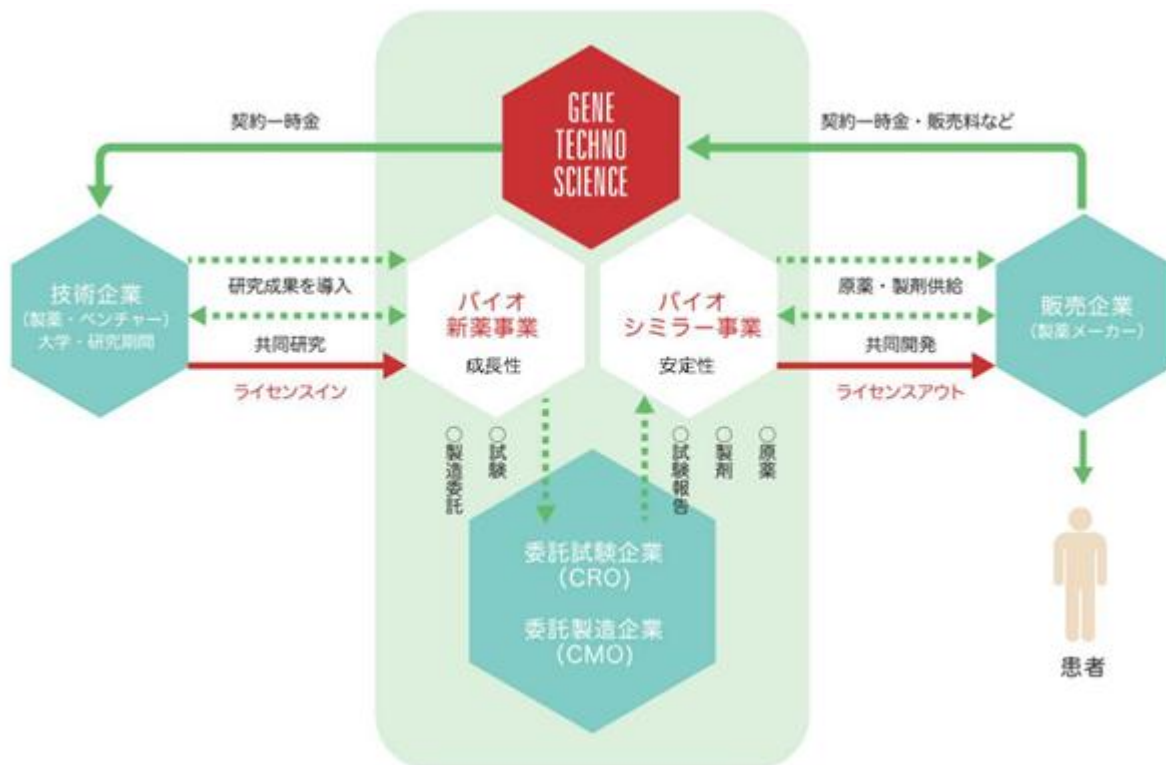 GENE
TECHNO
SCIENCE
契約一時金
契約一時金・販売料など
技術企業
(製薬・ベンチャー)
大学・研究期間
研究成果を導入
共同研究
ライセンスイン
バイオ
新薬事業
成長性
バイオ
シミラー事業
安定性
原薬・製剤供給
共同開発
ライセンスアウト
販売企業
(製薬メーカー)
○製造委託
○試験
○試験報告
○製剤
○原薬
委託試験企業
(CRO)
委託製造企業
(CMO)
患者